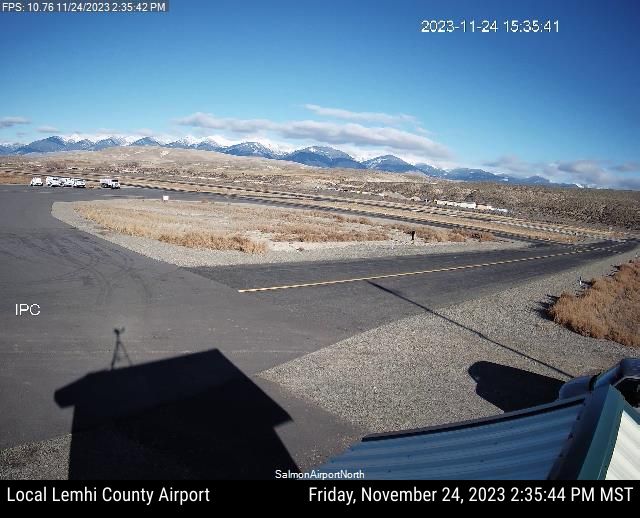 FPS: 10.76 11/24/2023 2:35:42 PM
2023-11-24 15:35:41
IPC
SalmonAirportNorth
Local Lemhi County Airport
Friday, November 24, 2023 2:35:44 PM MST